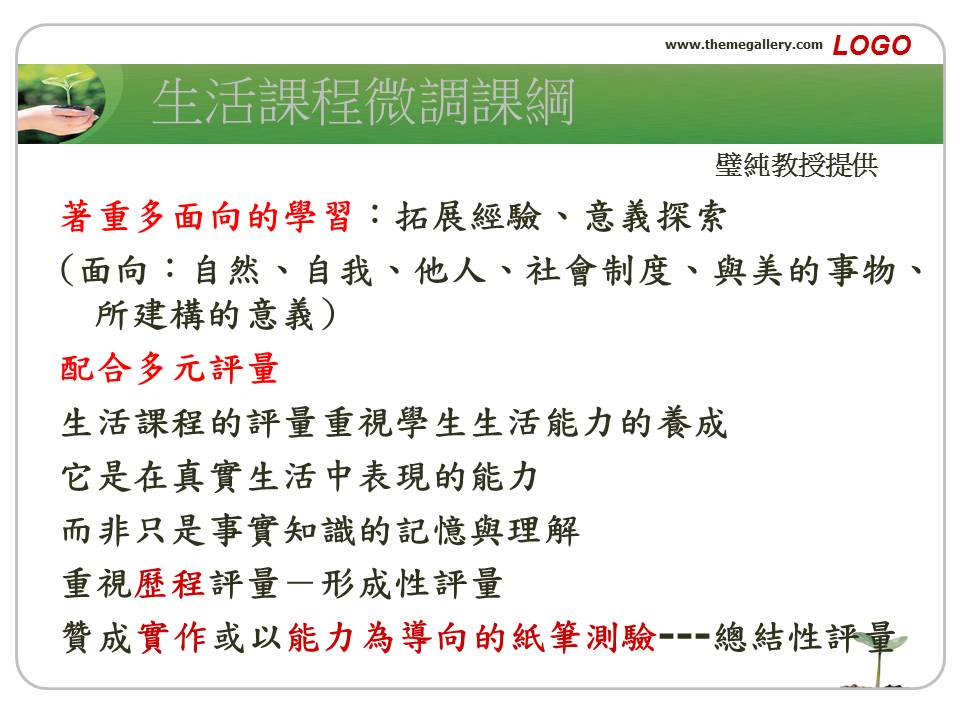 www.themegallery.com LOGO
生活課程微調課綱
璧純教授提供
著重多面向的學習：拓展經驗、意義探索
(面向：自然、自我、他人、社會制度、與美的事物、
所建構的意義)
配合多元評量
生活課程的評量重視學生生活能力的養成
它是在真實生活中表現的能力
而非只是事實知識的記憶與理解
重視歷程評量－形成性評量
贊成實作或以能力為導向的紙筆測驗---總結性評量